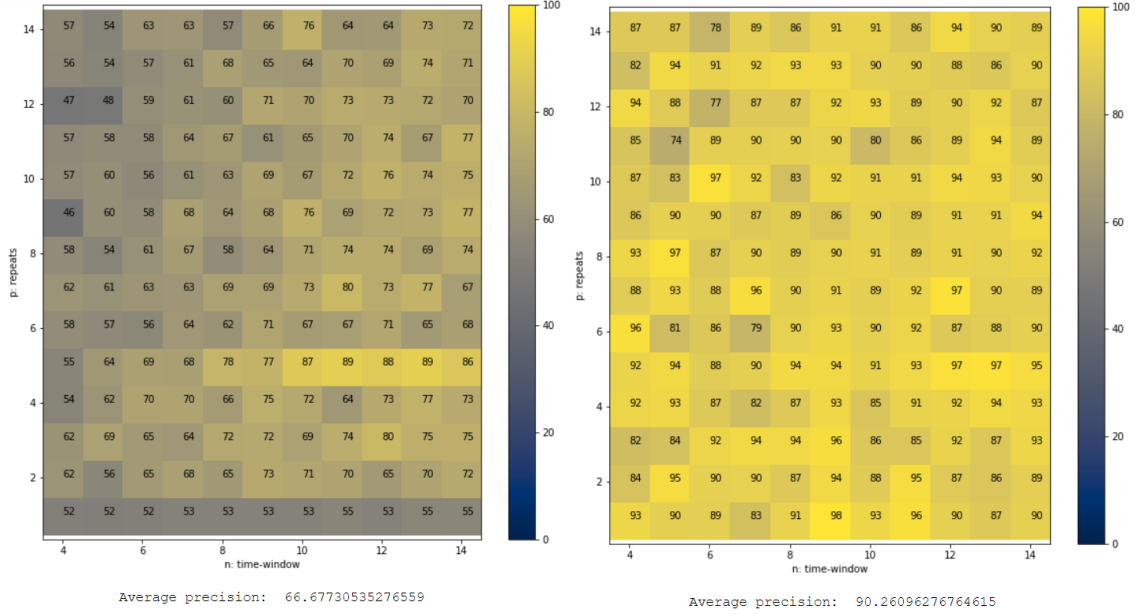 14 57 54 63 63 57 66 76 64 64 73 72
56 54 57 61 68 65 64 70 69 74 71
12 47 48 59 61 60 71 70 73 73 72 70
57 58 58 64 67 61 65 70 74 67 77
10 57 60 56 61 63 69 67 72 76 74 75
46 60 58 68 64 68 76 69 72 73 77
8 58 54 61 67 58 64 71 74 74 69 74
62 61 63 63 69 69 73 80 73 77 67
6 58 57 56 64 62 71 67 67 71 65 68
55 64 69 68 78 77 87 89 88 89 86
4 54 62 70 70 66 75 72 64 73 77 73
62 69 65 64 72 72 69 74 80 75 75
2 62 56 65 68 65 73 71 70 65 70 72
52 52 52 53 53 53 53 55 53 55 55
4 6 8 10 12 14
p: repeats
n: time-window
100
80
60
40
20
0
Average precision: 66.67730535276559
14 87 87 78 89 86 91 91 86 94 90 89
82 94 91 92 93 93 90 90 88 86 90
12 94 88 77 87 87 92 93 89 90 92 87
85 74 89 90 90 90 80 86 89 94 89
10 87 83 97 92 83 92 91 91 94 93 90
86 90 90 87 89 86 90 89 91 91 94
8 93 97 87 90 89 90 91 89 91 90 92
88 93 88 96 90 91 89 92 97 90 89
6 96 81 86 79 90 93 90 92 87 88 90
92 94 88 90 94 94 91 93 97 97 95
4 92 93 87 82 87 93 85 91 92 94 93
82 84 92 94 94 96 86 85 92 87 93
2 84 95 90 90 87 94 88 95 87 86 89
93 90 89 83 91 98 93 96 90 87 90
4 6 8 10 12 14
p: repeats
n: time-window
100
80
60
40
20
0
Average precision: 90.26096276764615